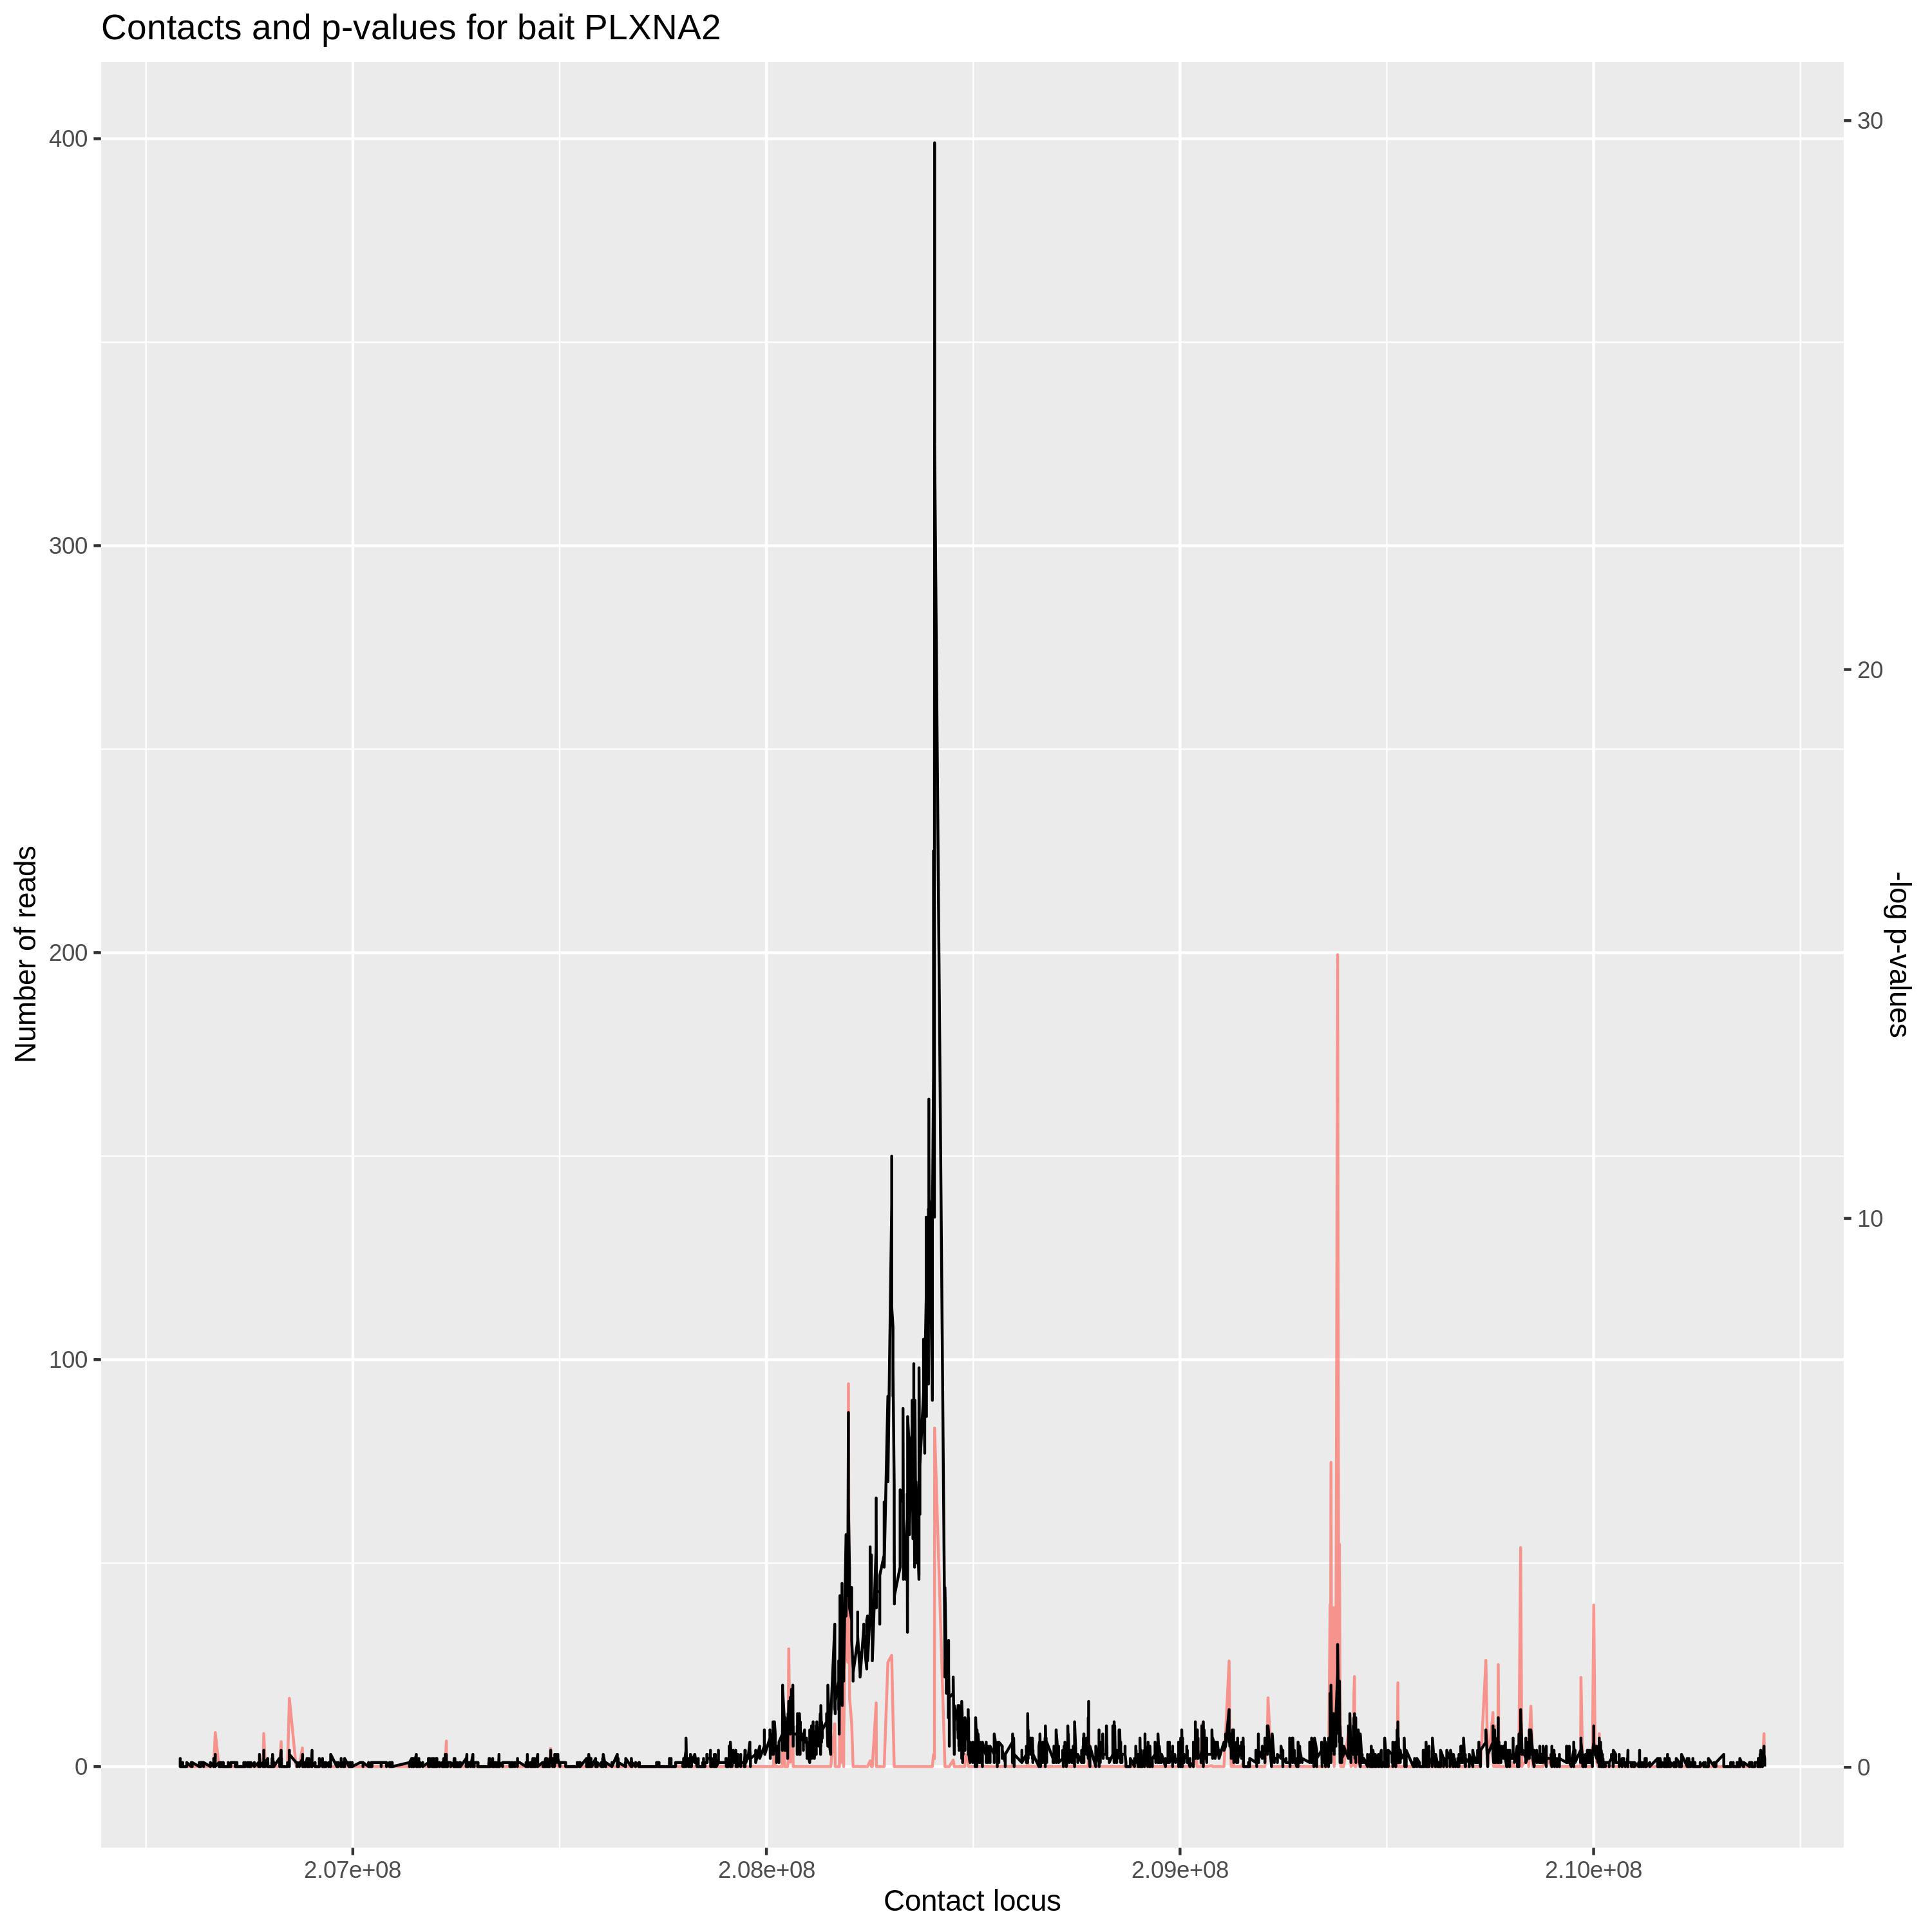 Contacts and p-values for bait PLXNA2
400
300
200
100
0
Number of reads
30
20
10
0
-log p-values
2.07e+08
2.08e+08
2.09e+08
2.10e+08
Contact locus